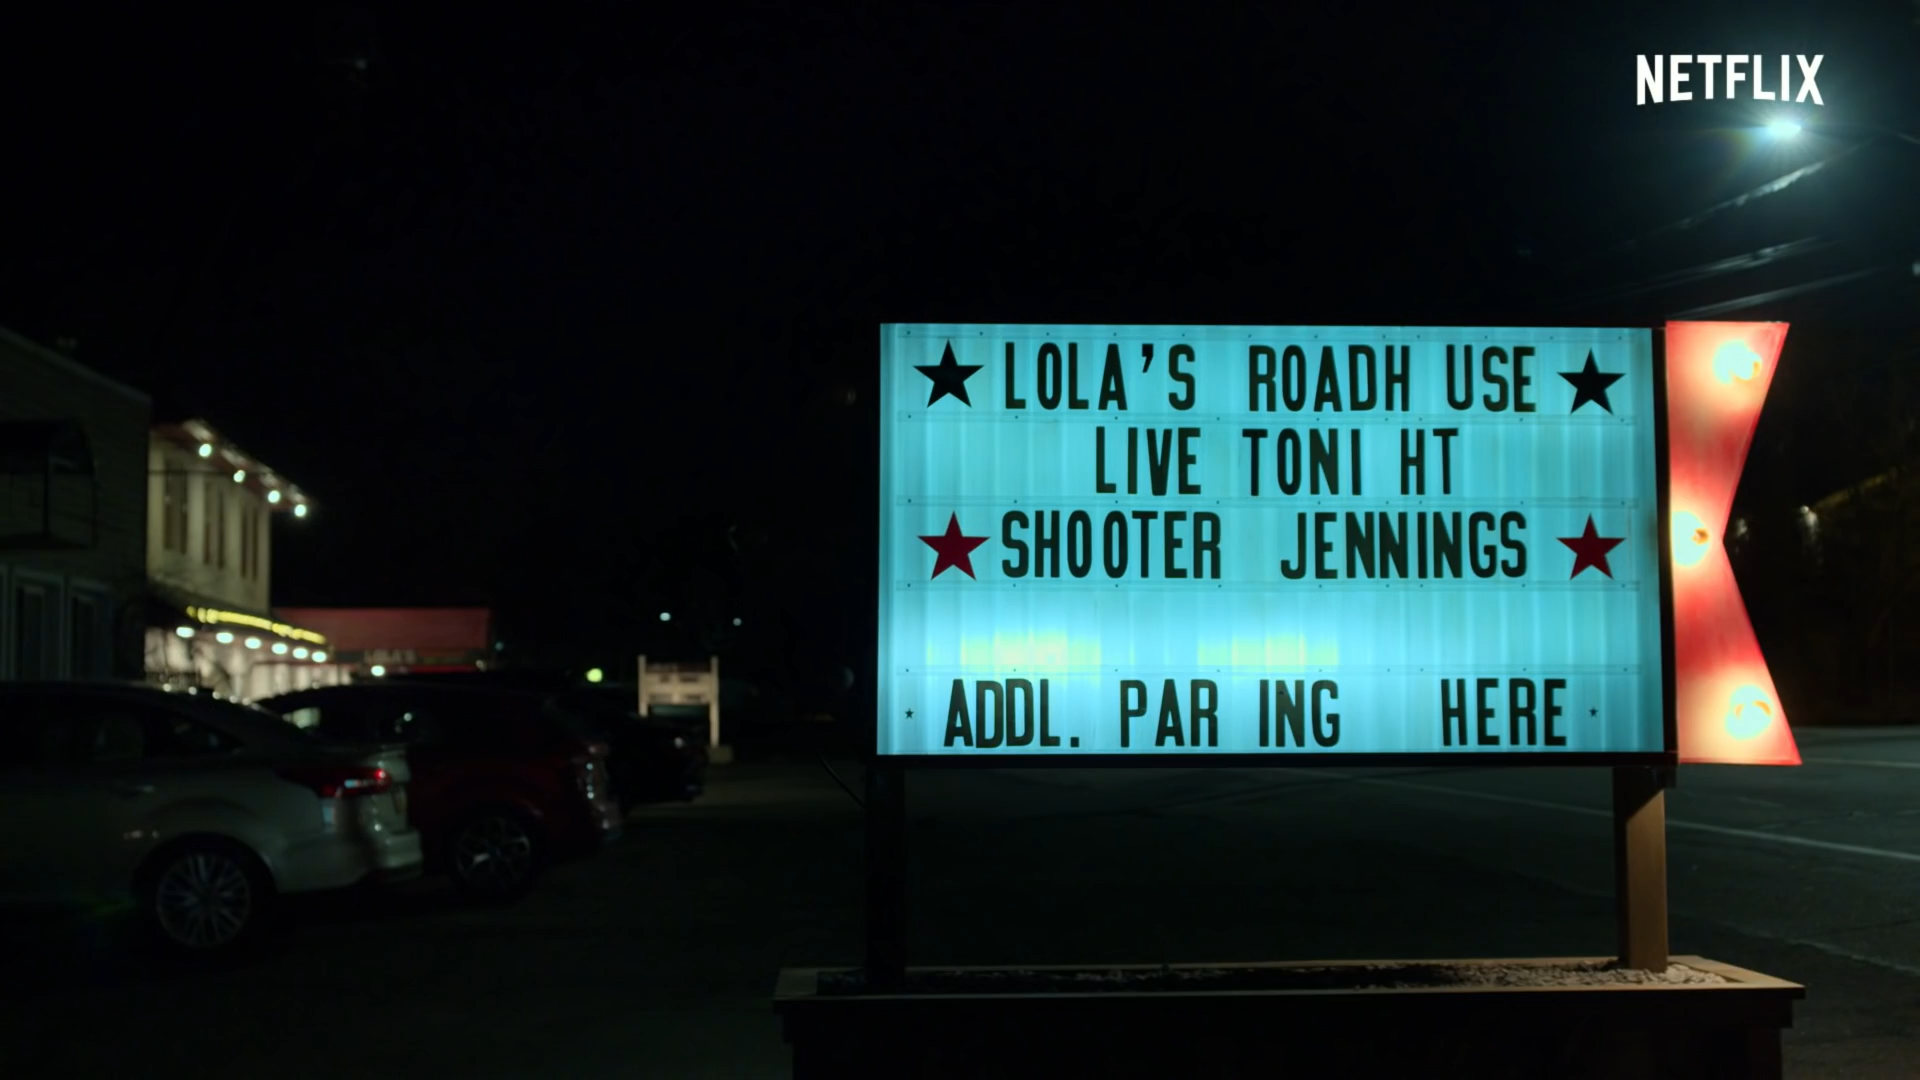 NETFLIX
LOLA'S ROADH USE
LIVE TONI HT
SHOOTER JENNINGS
ADDL. PAR ING HERE